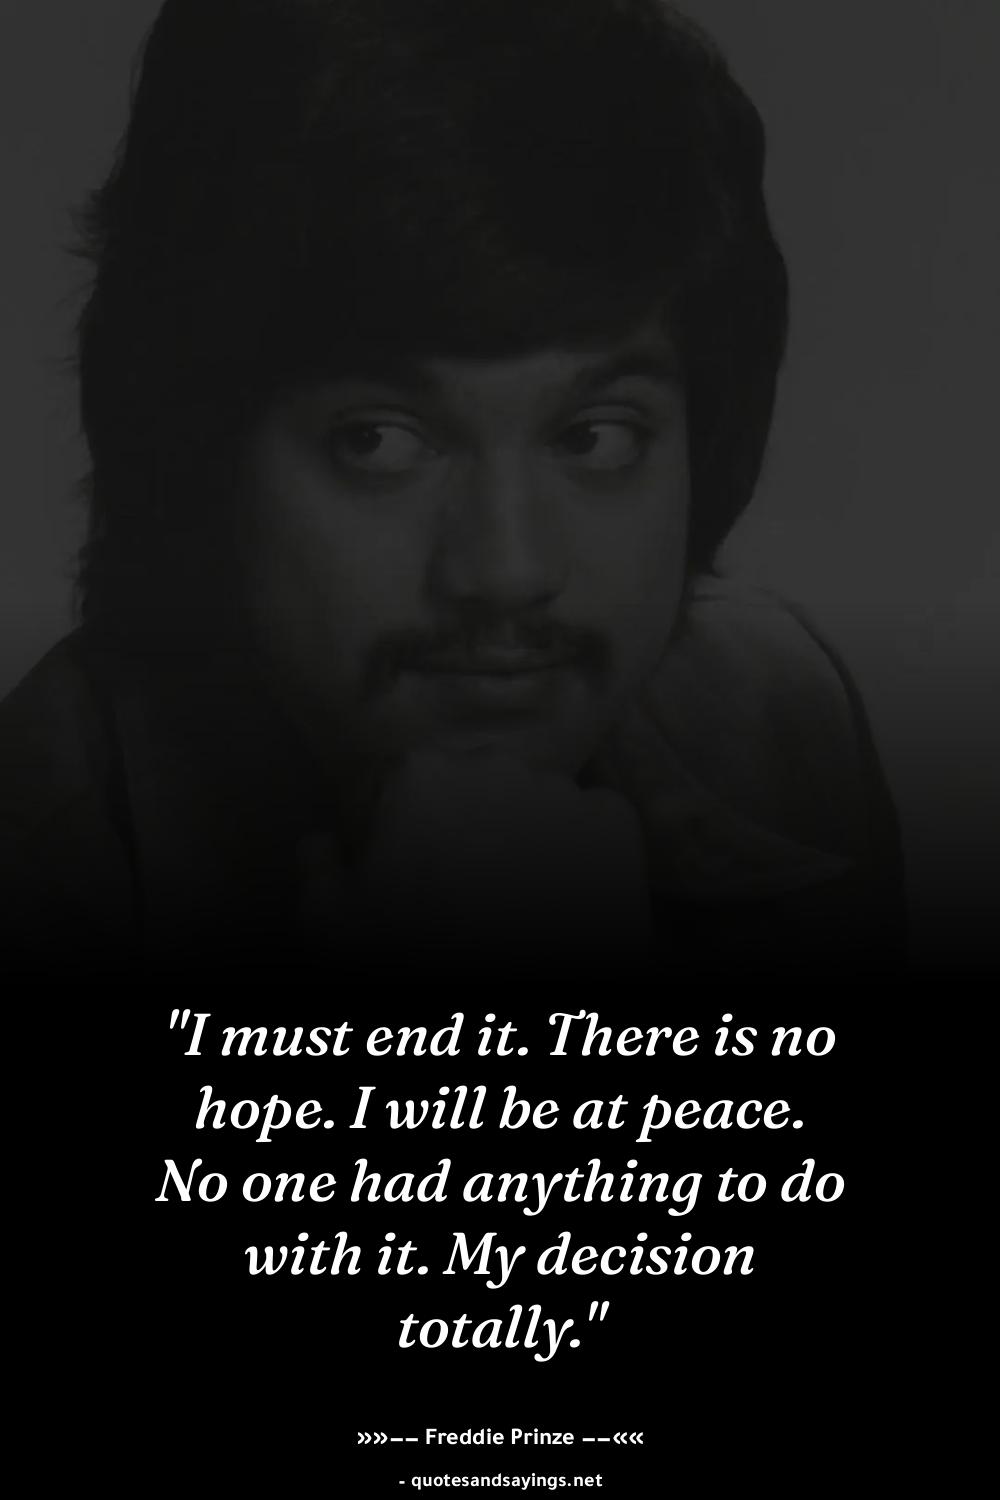 "I must end it. There is no
hope. I will be at peace.
No one had anything to do
with it. My decision
totally."
»»–– Freddie Prinze ––««
- quotesandsayings.net